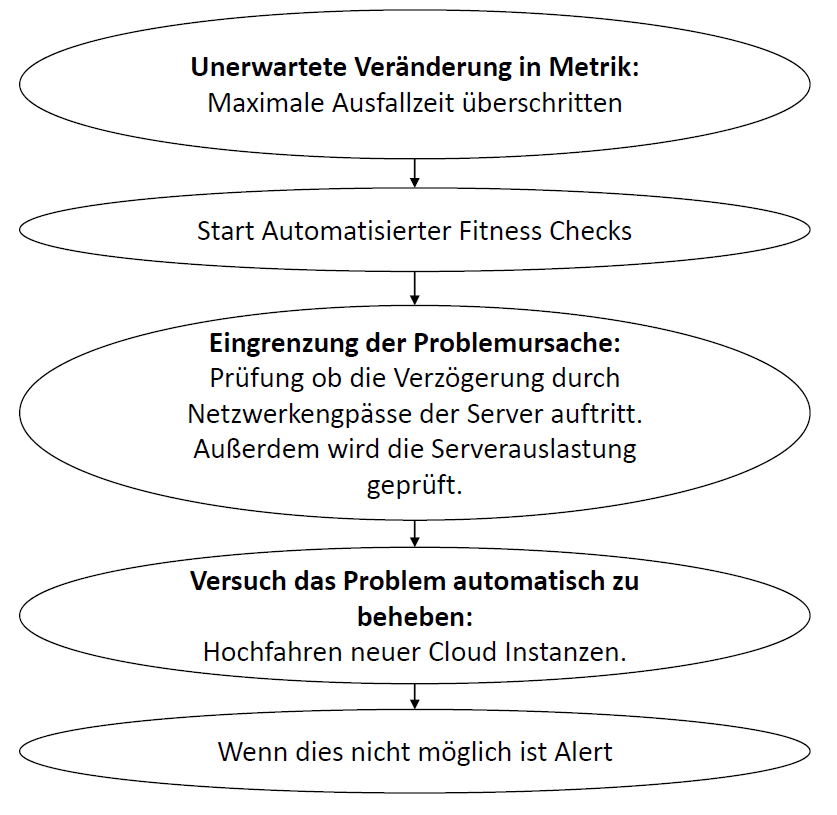 Unerwartete Veränderung in Metrik:
Maximale Ausfallzeit überschritten
Start Automatisierter Fitness Checks
Eingrenzung der Problemursache:
Prüfung ob die Verzögerung durch
Netzwerkengpässe der Server auftritt.
Außerdem wird die Serverauslastung
geprüft.
Versuch das Problem automatisch zu
beheben:
Hochfahren neuer Cloud Instanzen.
Wenn dies nicht möglich ist Alert